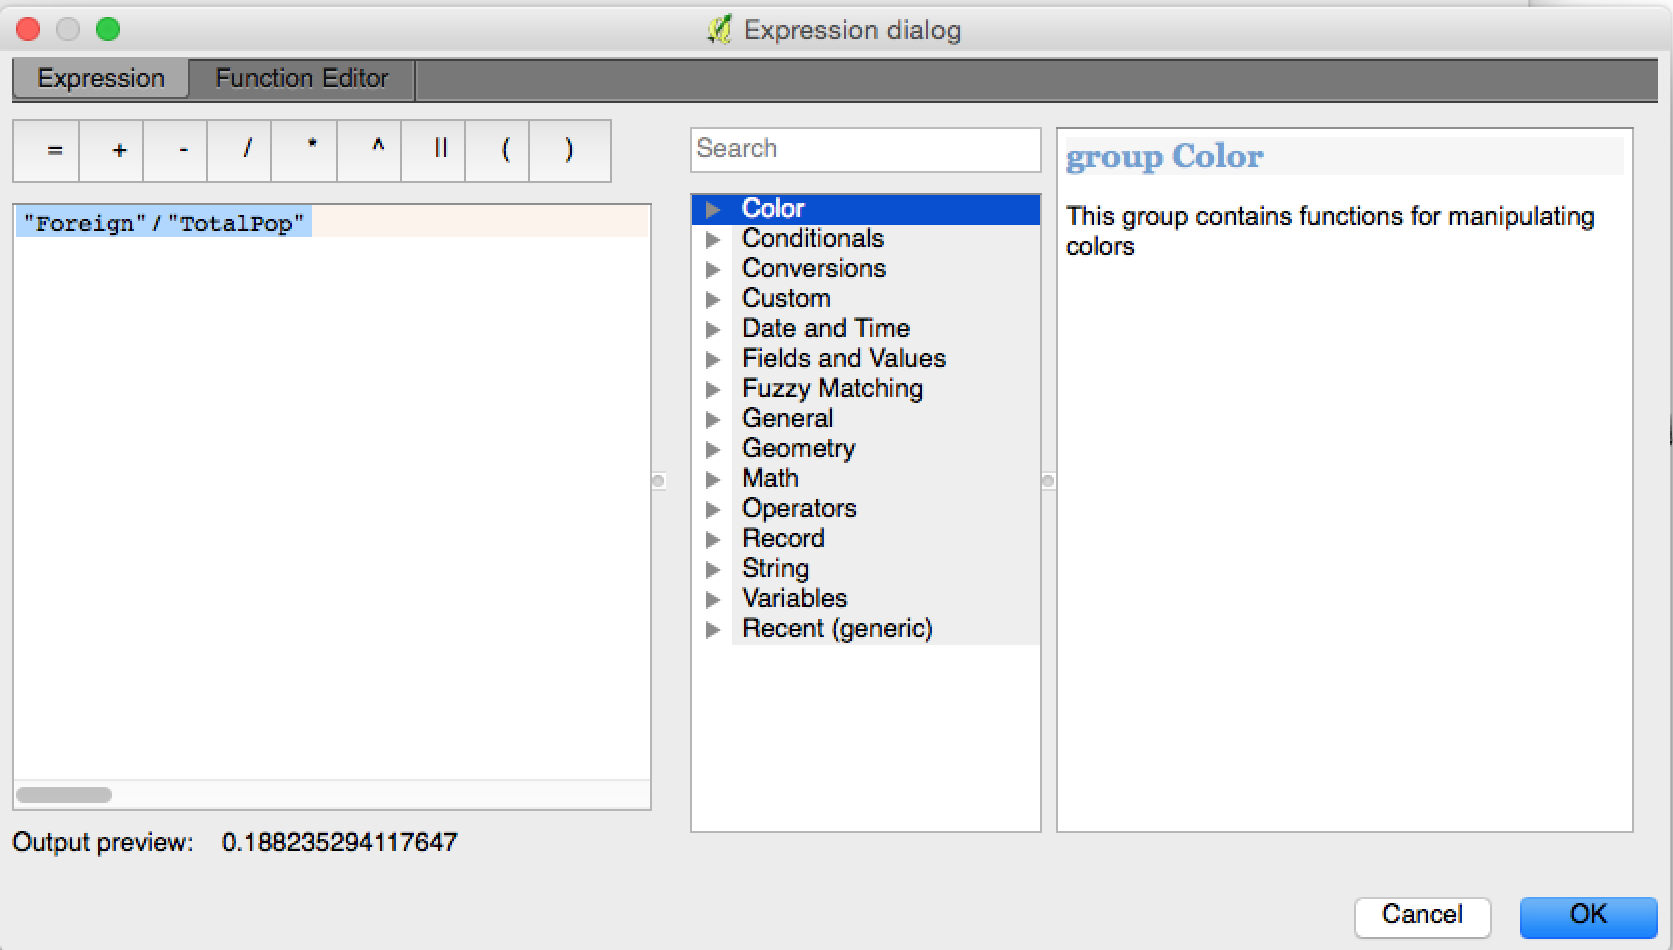 Expression dialog
Expression
Function Editor
= + - / * ^ || ( )
"Foreign"/"TotalPop"
Output preview: 0.188235294117647
Search
Color
Conditionals
Conversions
Custom
Date and Time
Fields and Values
Fuzzy Matching
General
Geometry
Math
Operators
Record
String
Variables
Recent (generic)
group Color
This group contains functions for manipulating
colors
Cancel
OK